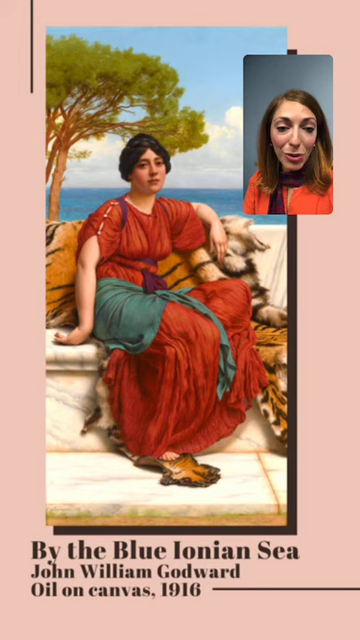 By the Blue Ionian Sea
John William Godward
Oil on canvas, 1916